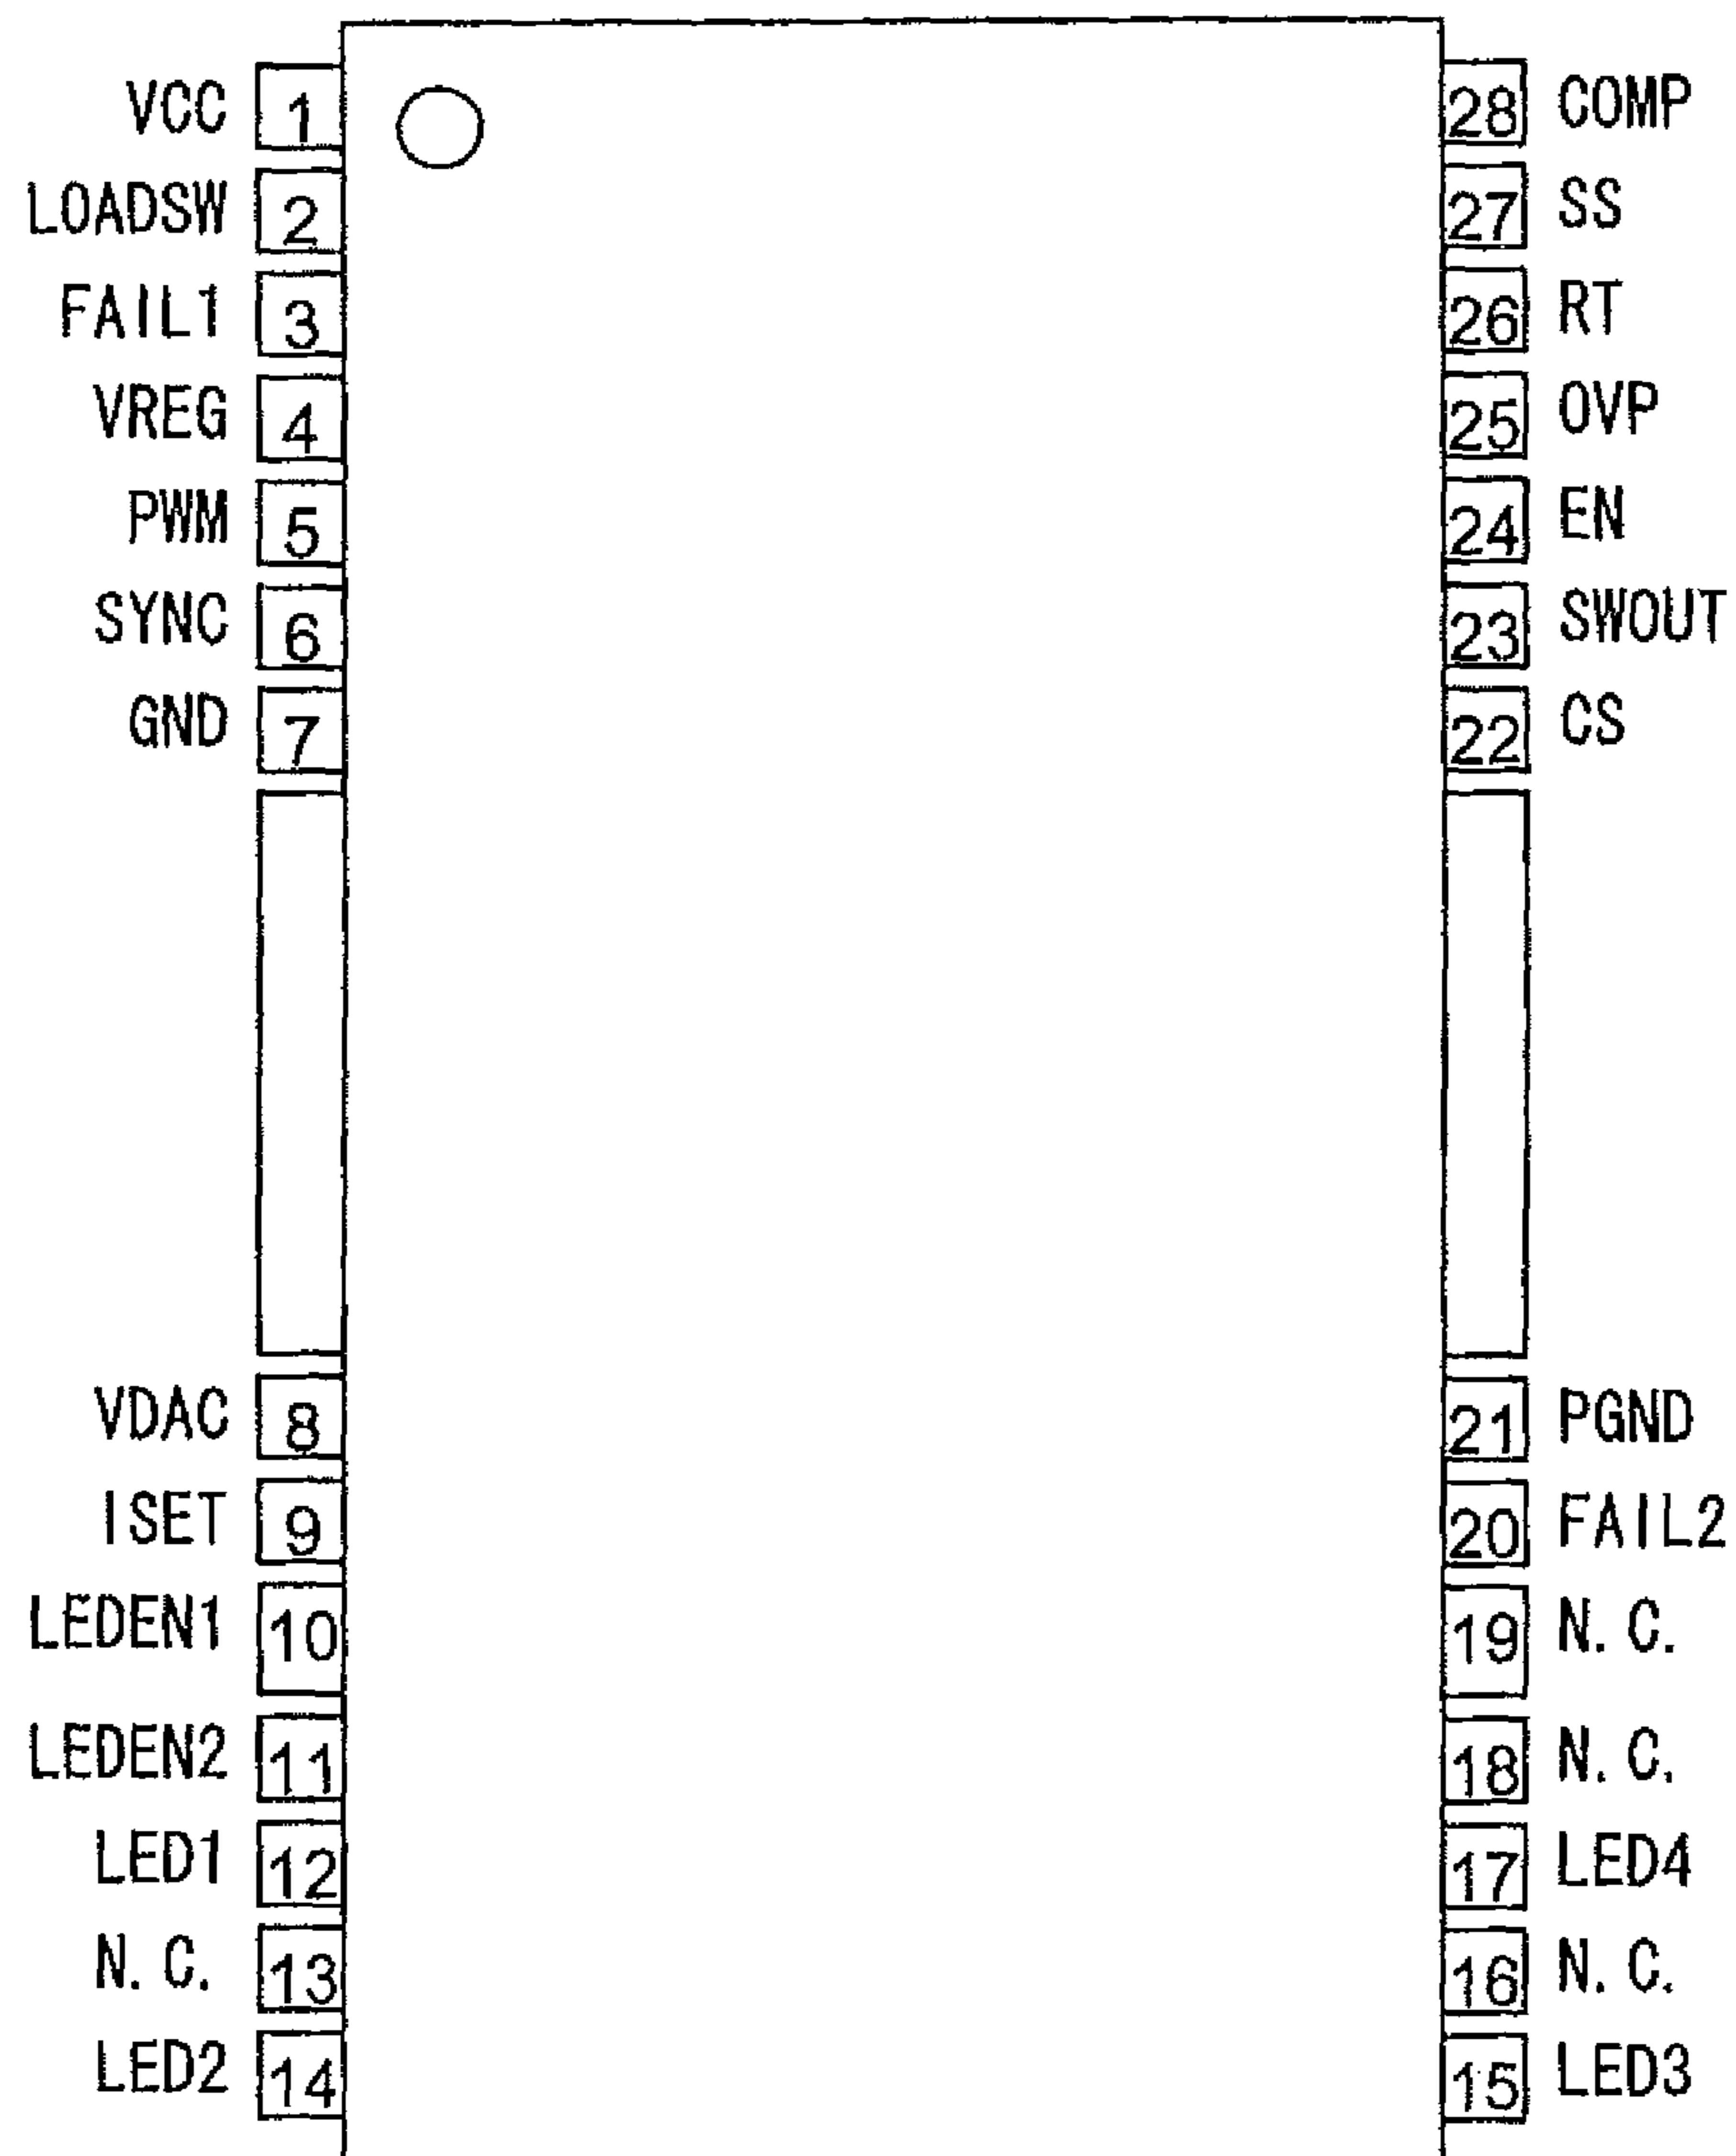 VCC 1 28 COMP
LOADSW 2 27 SS
FAIL1 3 26 RT
VREG 4 25 OVP
PWM 5 24 EN
SYNC 6 23 SWOUT
GND 7 22 CS
VDAC 8 21 PGND
ISET 9 20 FAIL2
LEDEN1 10 19 N.C.
LEDEN2 11 18 N.C.
LED1 12 17 LED4
N.C. 13 16 N.C.
LED2 14 15 LED3